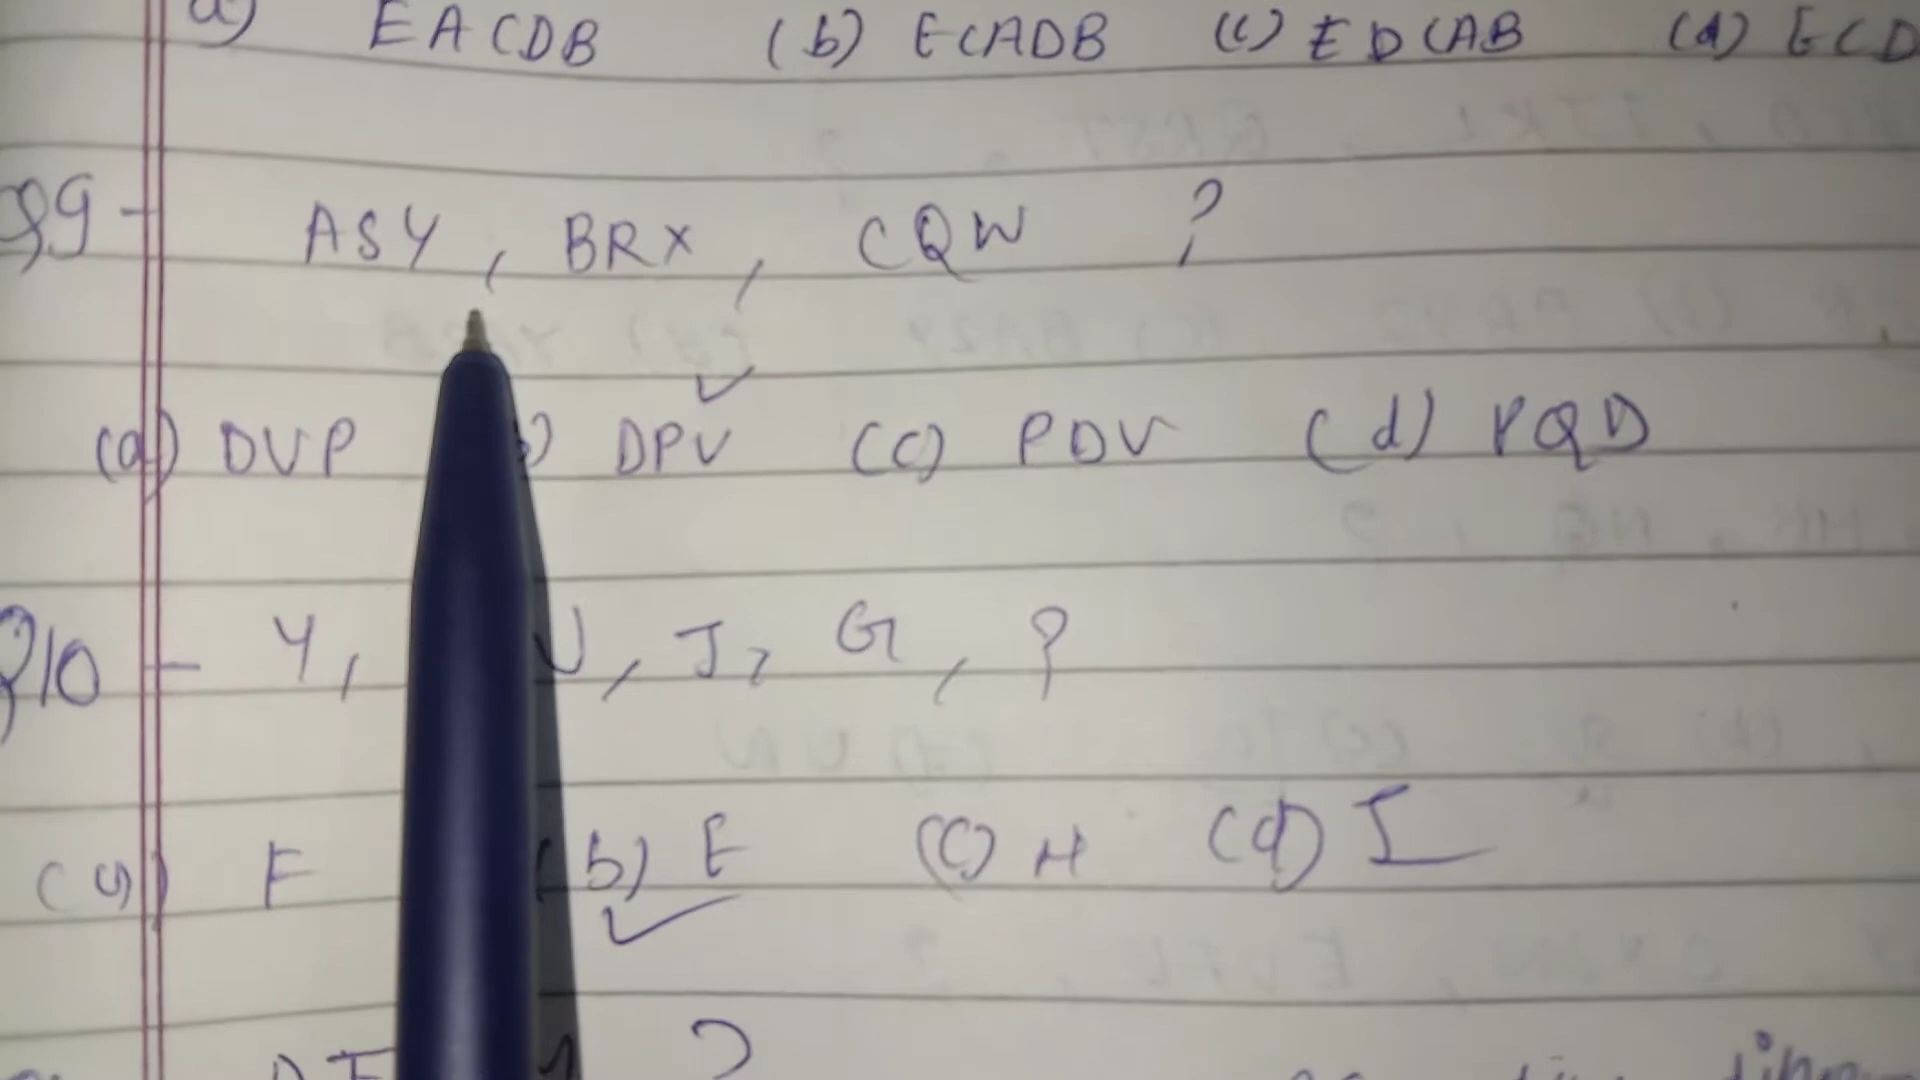 a) EACDB (b) ECADB (c) EDCAB (d) ECD
Q9 - ASY, BRX, CQW ?
(a) DVP b) DPV (c) PDV (d) PQD
Q10 - Y, U, J, G, ?
(a) F (b) E (c) H (d) I
?